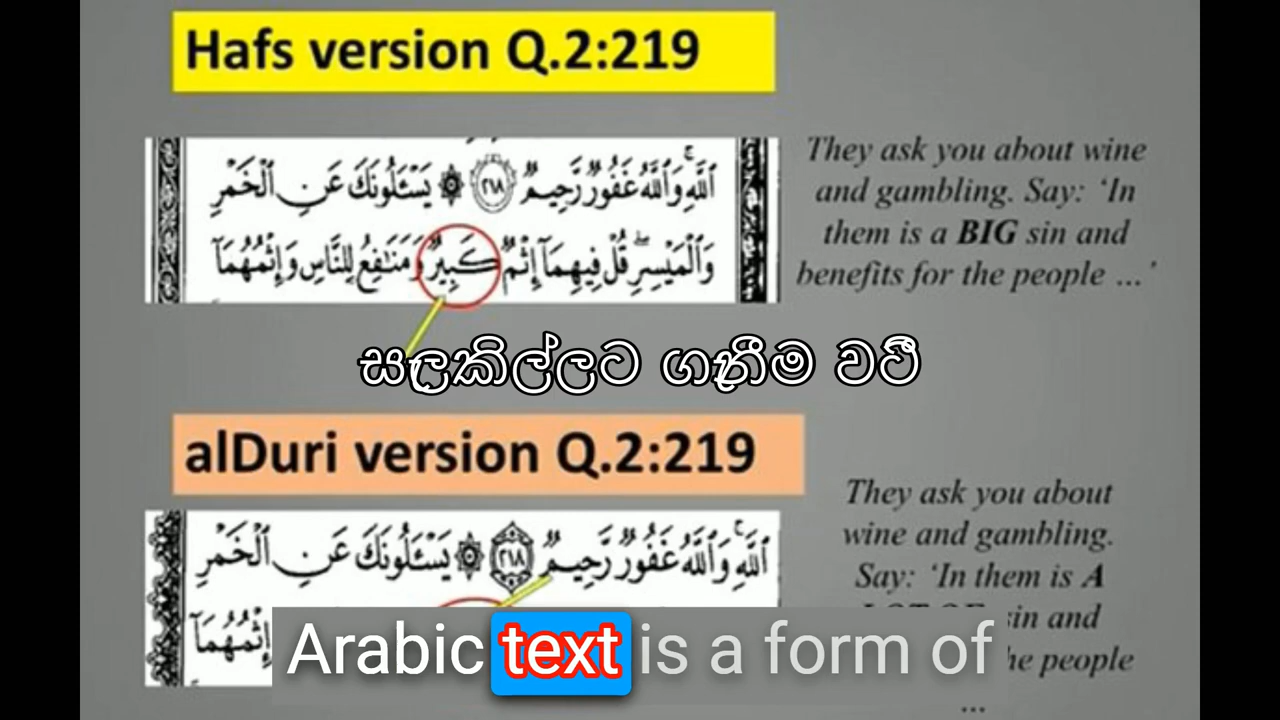 Hafs version Q.2:219
ٱللَّهِۚ وَٱللَّهُ غَفُورٌ رَّحِيمٌ ٢١٨ ۞ يَسْـَٔلُونَكَ عَنِ ٱلْخَمْرِ
وَٱلْمَيْسِرِۖ قُلْ فِيهِمَآ إِثْمٌ كَبِيرٌ وَمَنَـٰفِعُ لِلنَّاسِ وَإِثْمُهُمَآ
They ask you about wine
and gambling. Say: ‘In
them is a BIG sin and
benefits for the people ...’
සැලකිල්ලට ගැනීම වටී
alDuri version Q.2:219
ٱللَّهِۚ وَٱللَّهُ غَفُورٌ رَّحِيمٌ ٢١٨ ۞ يَسْـَٔلُونَكَ عَنِ ٱلْخَمْرِ
إِثْمُهُمَآ
They ask you about
wine and gambling.
Say: ‘In them is A
LOT OF sin and
he people
...
Arabic text is a form of